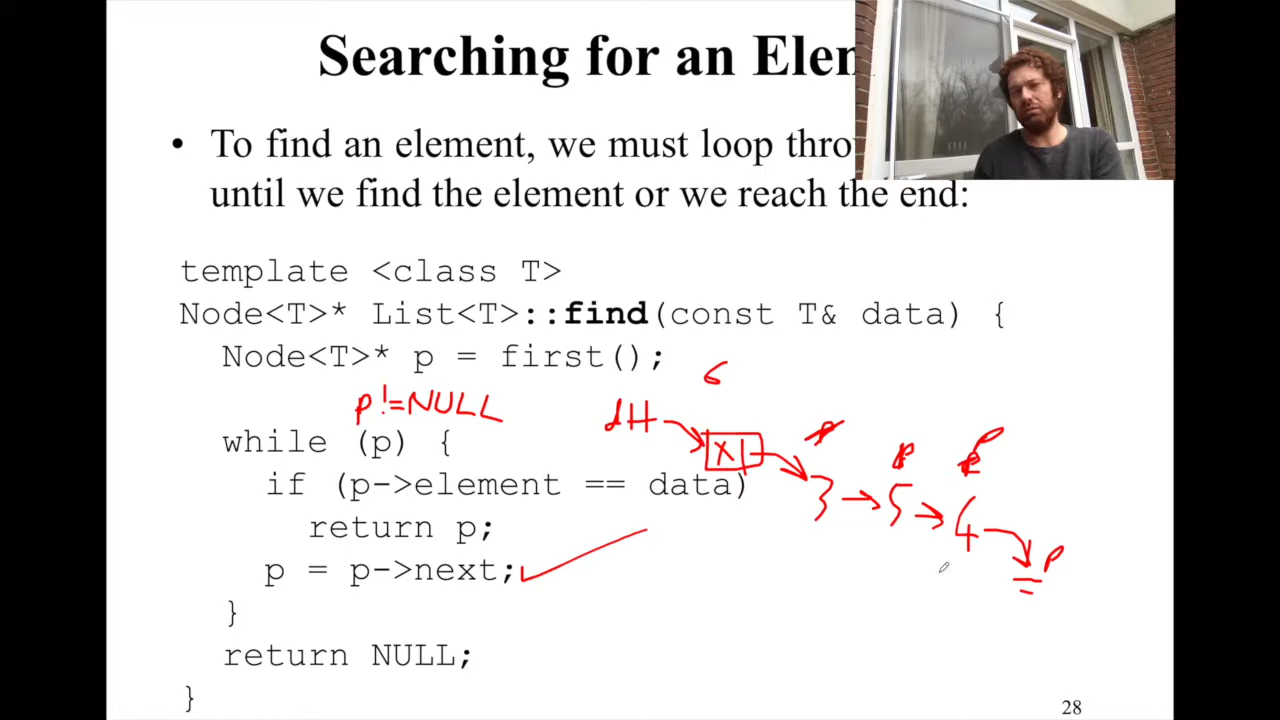 Searching for an Elem
• To find an element, we must loop throu
until we find the element or we reach the end:
template <class T>
Node<T>* List<T>::find(const T& data) {
Node<T>* p = first();
6
p != NULL
dH
while (p) {
X
p
p
p
p
if (p->element == data)
3
5
4
return p;
p
p = p->next;
}
return NULL;
}
28